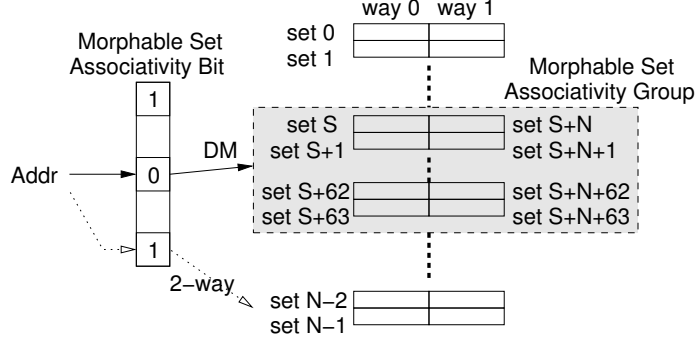 way 0 way 1
set 0
set 1
Morphable Set
Associativity Bit
Morphable Set
Associativity Group
1
set S
set S+N
set S+1
set S+N+1
DM
Addr
0
set S+62
set S+N+62
set S+63
set S+N+63
1
2−way
set N−2
set N−1